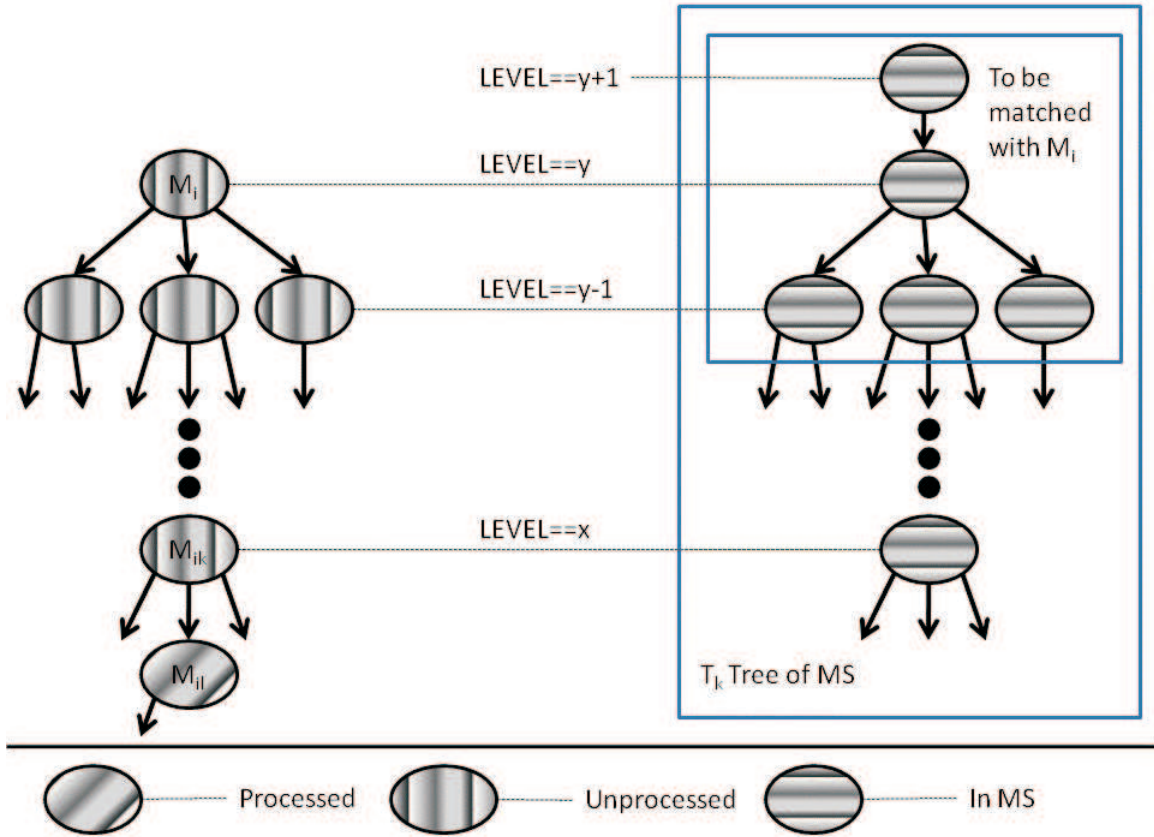 LEVEL==y+1
To be
matched
with Mi
LEVEL==y
Mi
LEVEL==y-1
LEVEL==x
Mik
Mil
Tk Tree of MS
Processed
Unprocessed
In MS